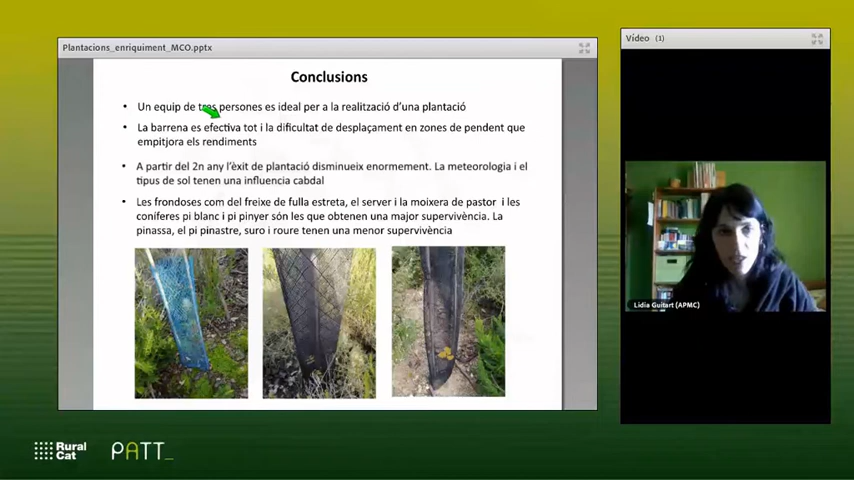 Plantacions_enriquiment_MCO.pptx
Vídeo (1)
Conclusions
• Un equip de tres persones es ideal per a la realització d'una plantació
• La barrena es efectiva tot i la dificultat de desplaçament en zones de pendent que
empitjora els rendiments
• A partir del 2n any l'èxit de plantació disminueix enormement. La meteorologia i el
tipus de sol tenen una influencia cabdal
• Les frondoses com del freixe de fulla estreta, el server i la moixera de pastor i les
coníferes pi blanc i pi pinyer són les que obtenen una major supervivència. La
pinassa, el pi pinastre, suro i roure tenen una menor supervivència
Lidia Guitart (APMC)
Rural
Cat
PATT_